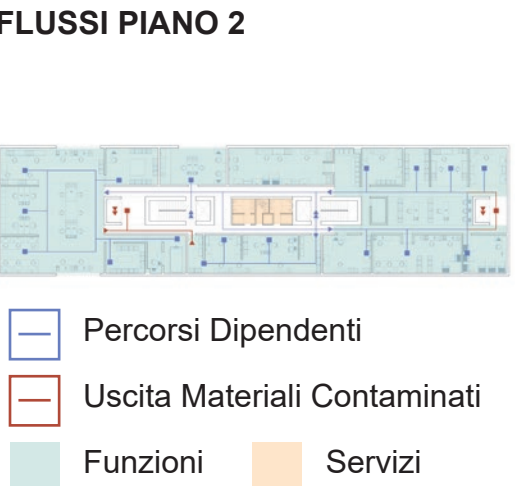 FLUSSI PIANO 2
Percorsi Dipendenti
Uscita Materiali Contaminati
Funzioni Servizi